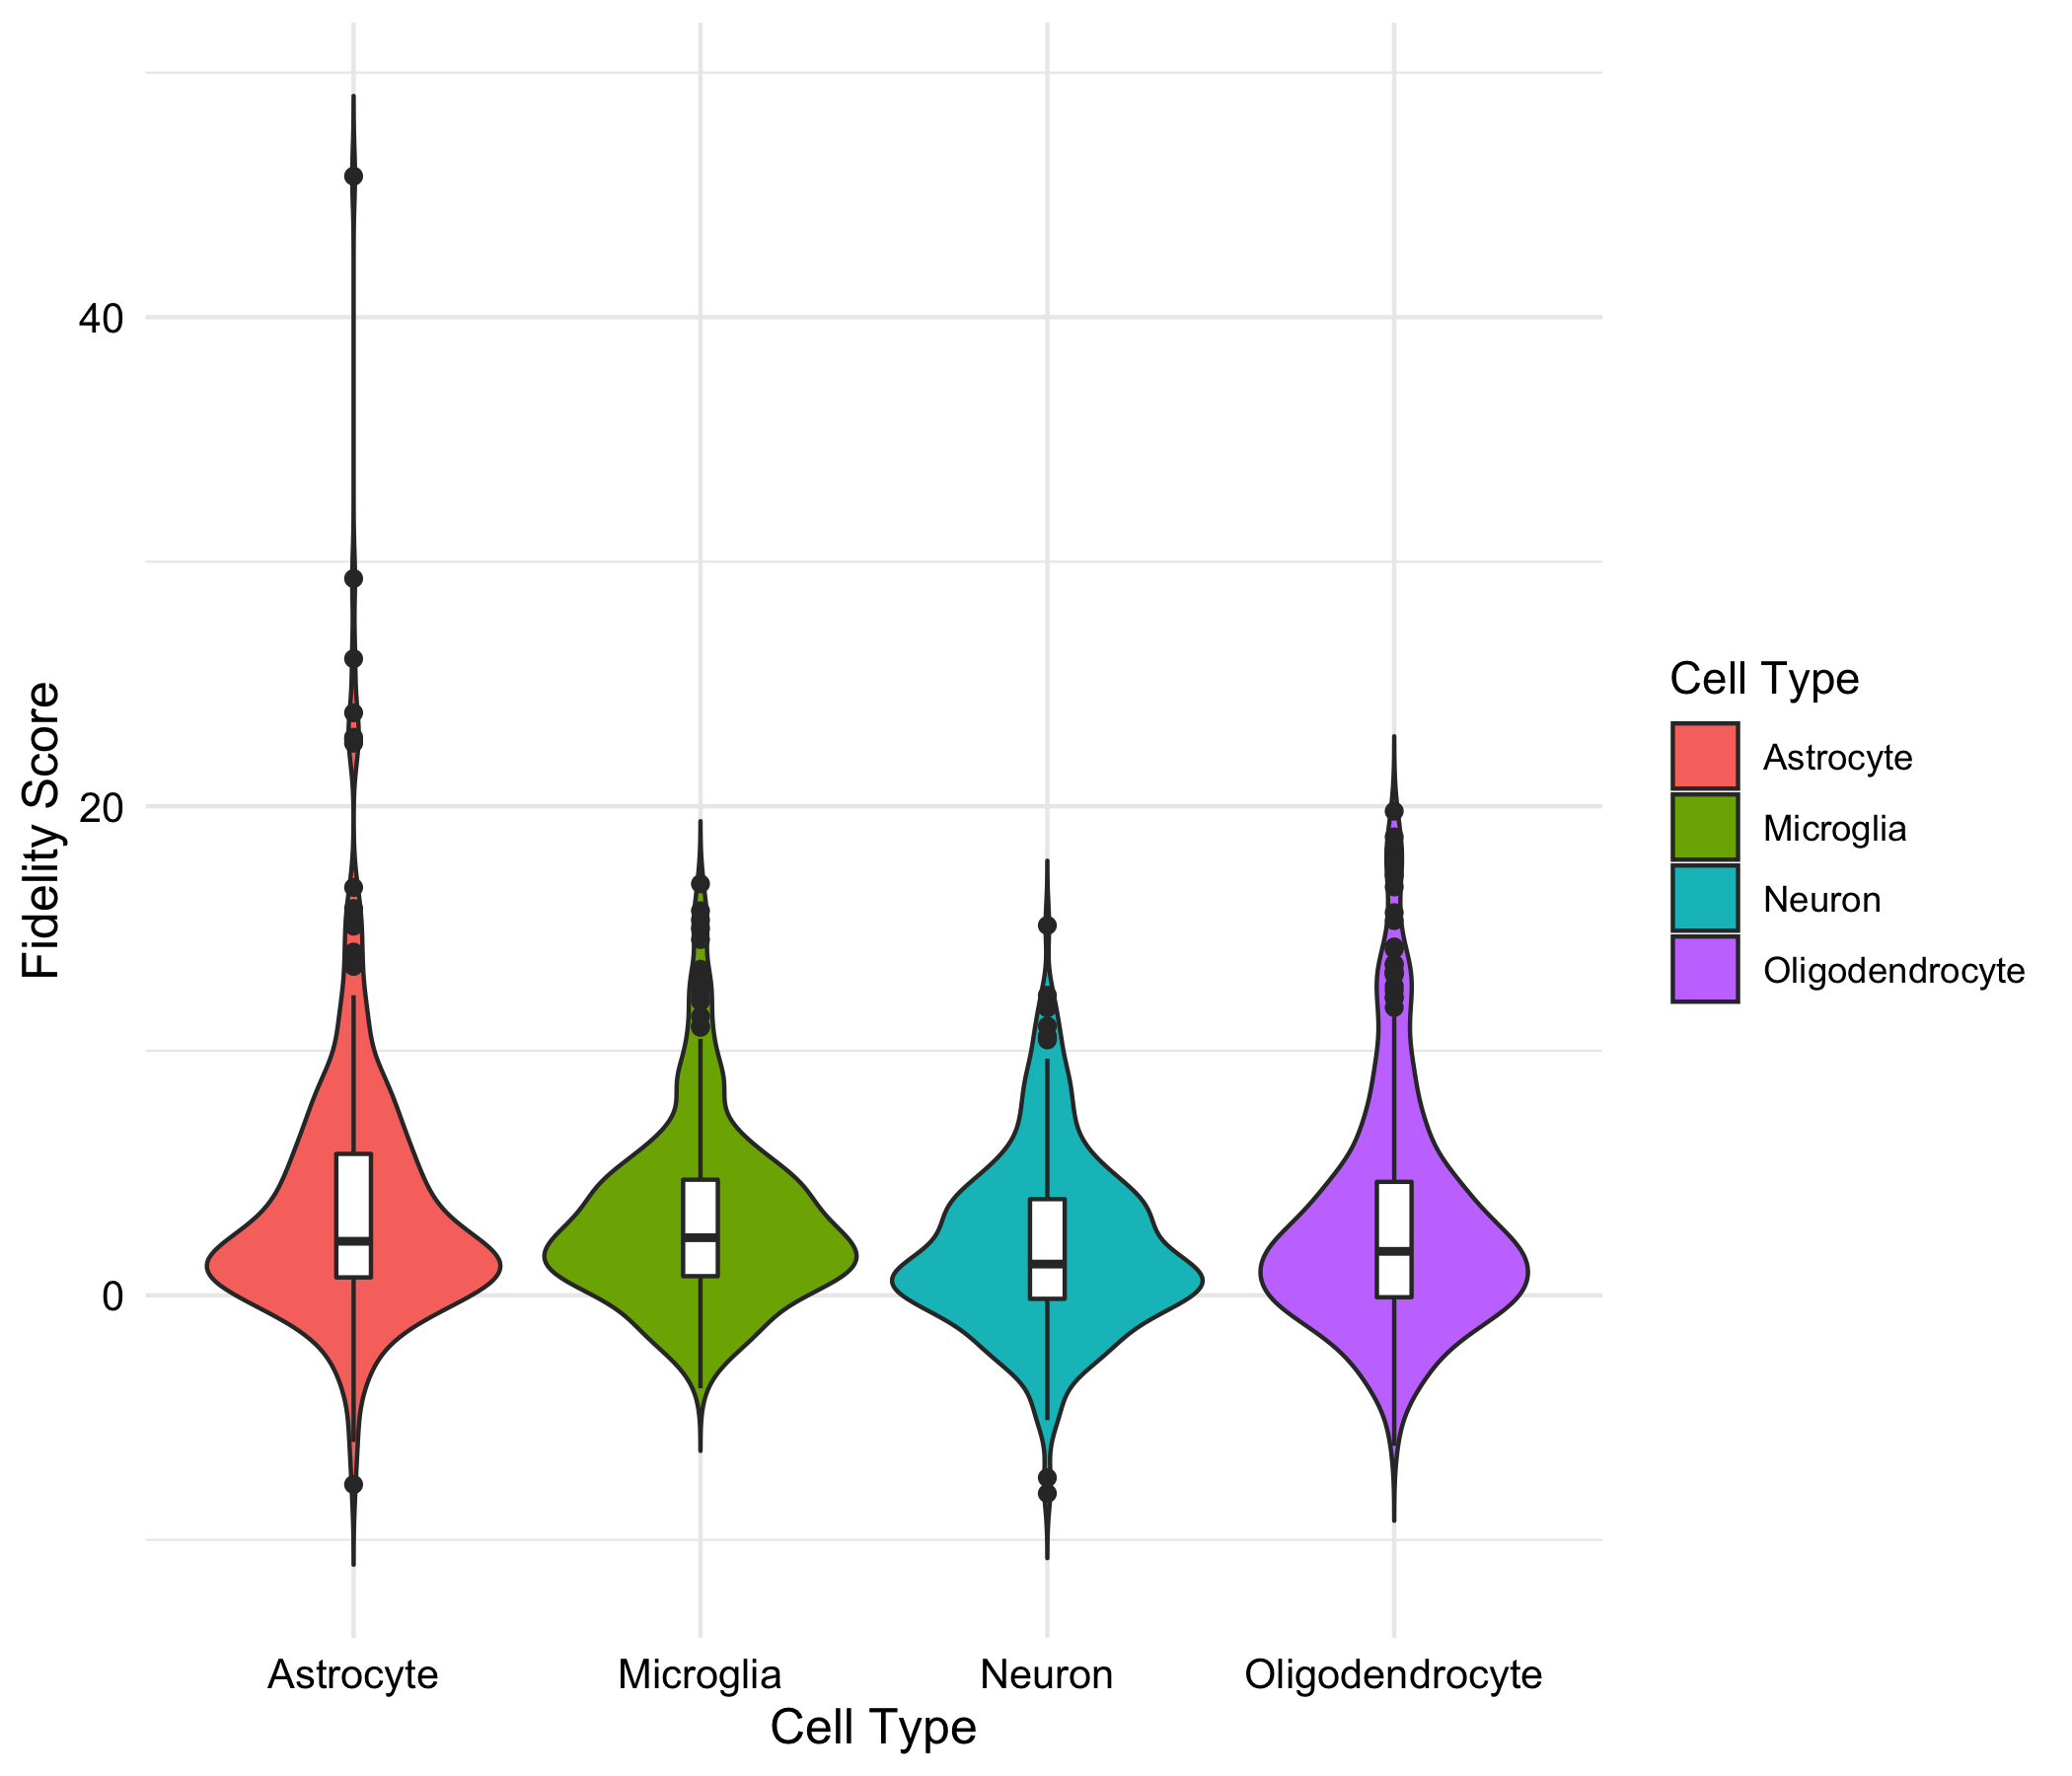 Fidelity Score
40
20
0
Astrocyte
Microglia
Neuron
Oligodendrocyte
Cell Type
Cell Type
Astrocyte
Microglia
Neuron
Oligodendrocyte